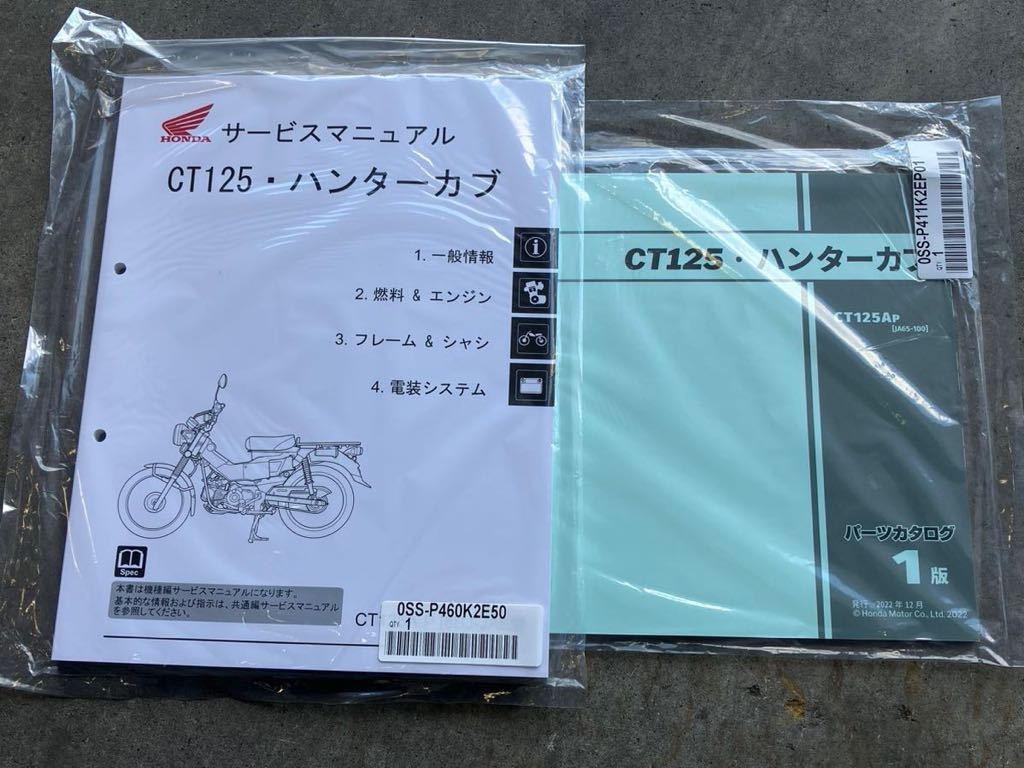 HONDA
サービスマニュアル
CT125・ハンターカブ
1. 一般情報
2. 燃料 & エンジン
3. フレーム & シャシ
4. 電装システム
Spec
本書は機種編サービスマニュアルになります。
基本的な情報および指示は、共通編サービスマニュアル
を参照してください。
CT
0SS-P460K2E50
QTY 1
0SS-P411K2EP01
QTY 1
CT125・ハンターカブ
CT125AP
[JA65-100]
パーツカタログ
1版
発行 2022年12月
© Honda Motor Co., Ltd. 2022